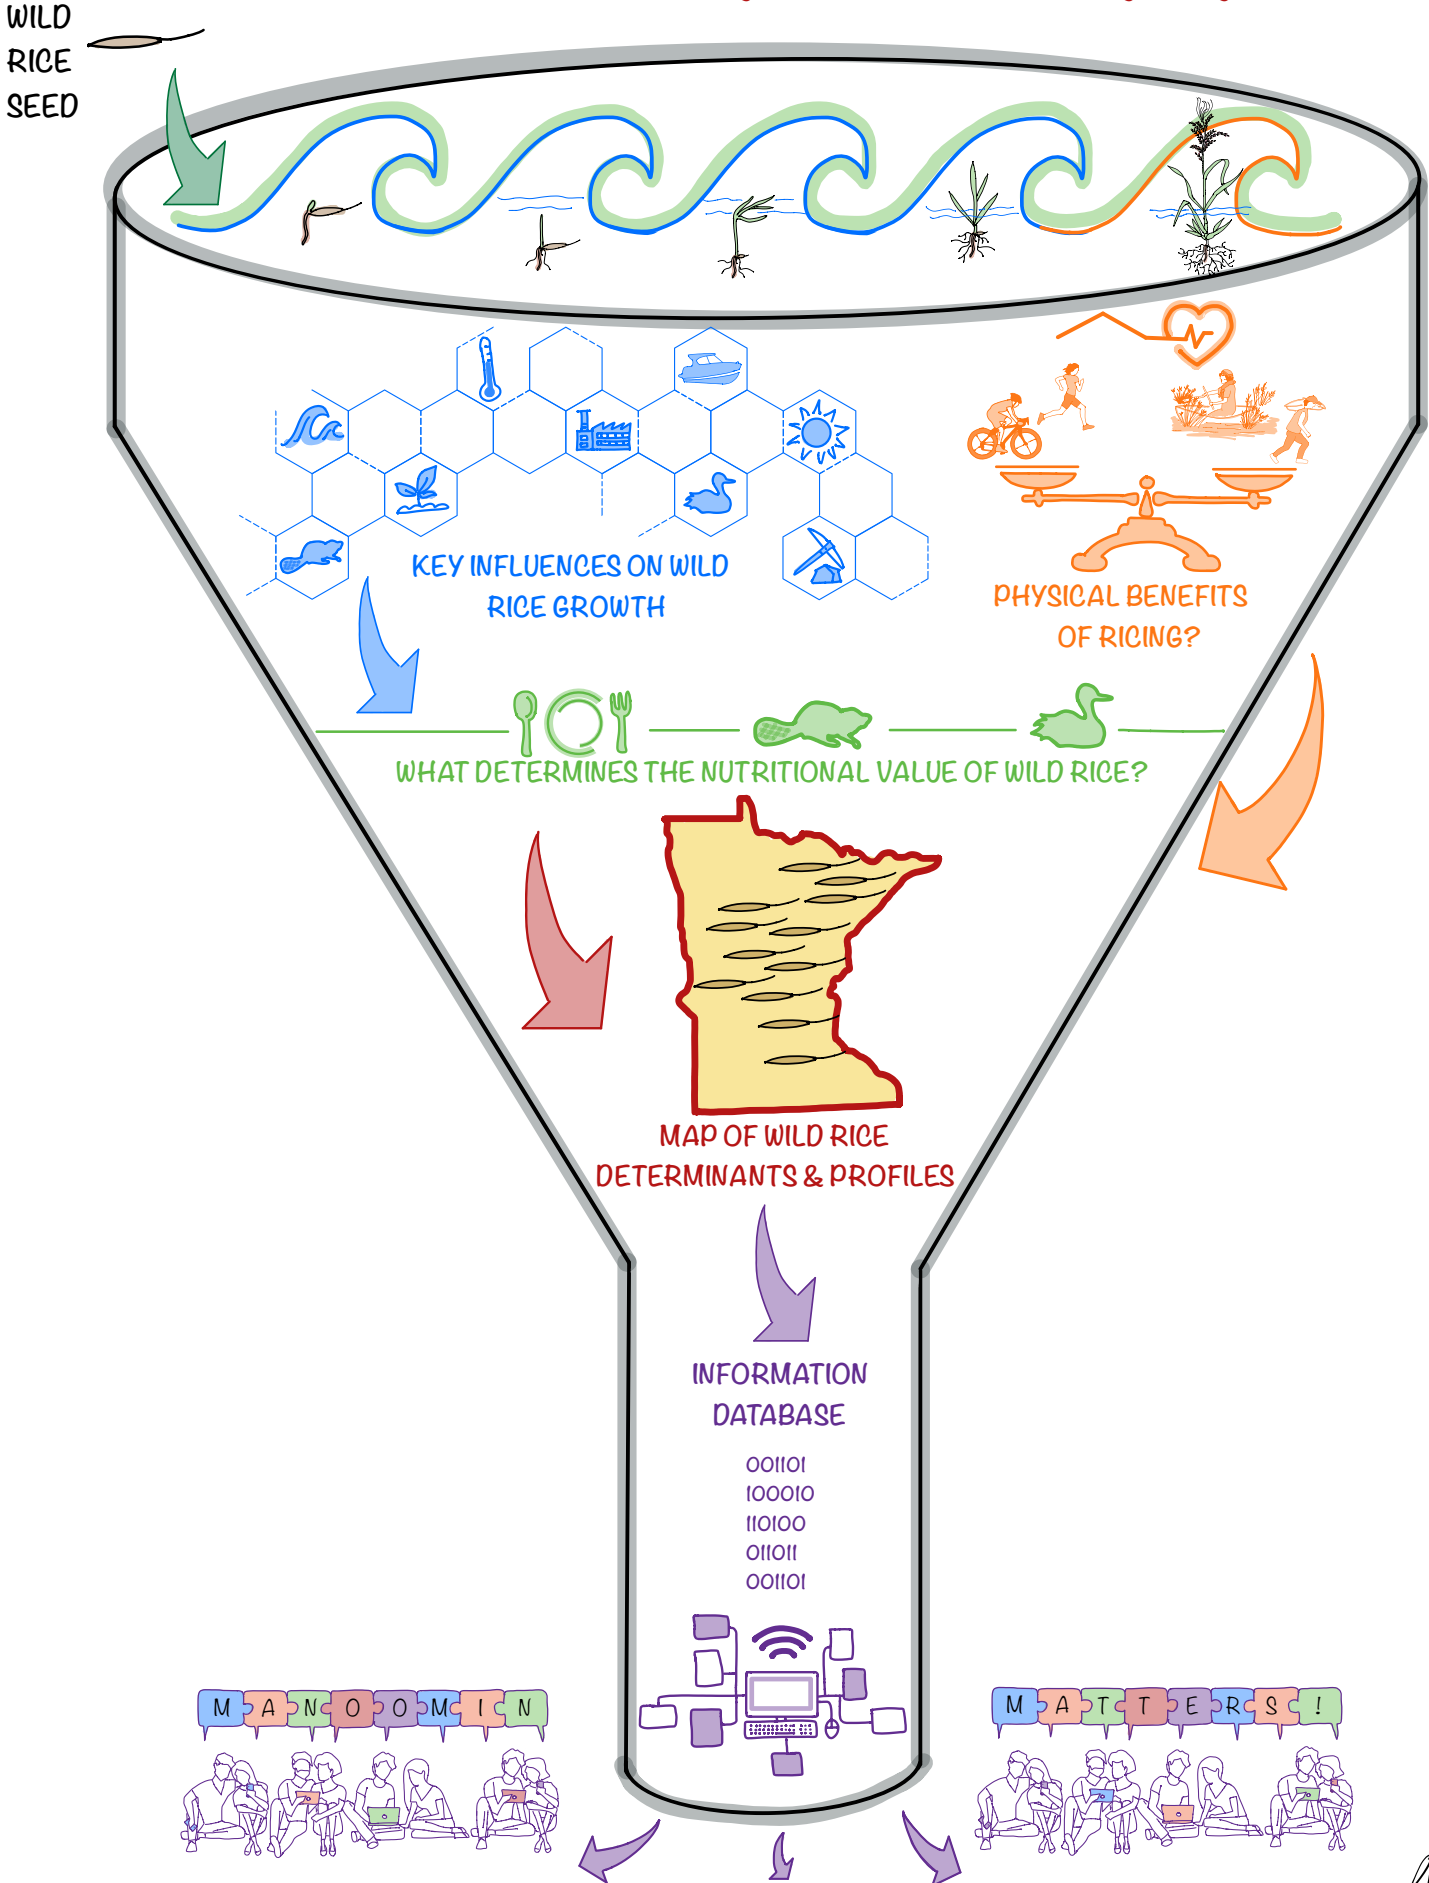 WILD
RICE
SEED
KEY INFLUENCES ON WILD
RICE GROWTH
PHYSICAL BENEFITS
OF RICING?
WHAT DETERMINES THE NUTRITIONAL VALUE OF WILD RICE?
MAP OF WILD RICE
DETERMINANTS & PROFILES
INFORMATION
DATABASE
001101
100010
110100
011011
001101
MANOOMIN
MATTERS!